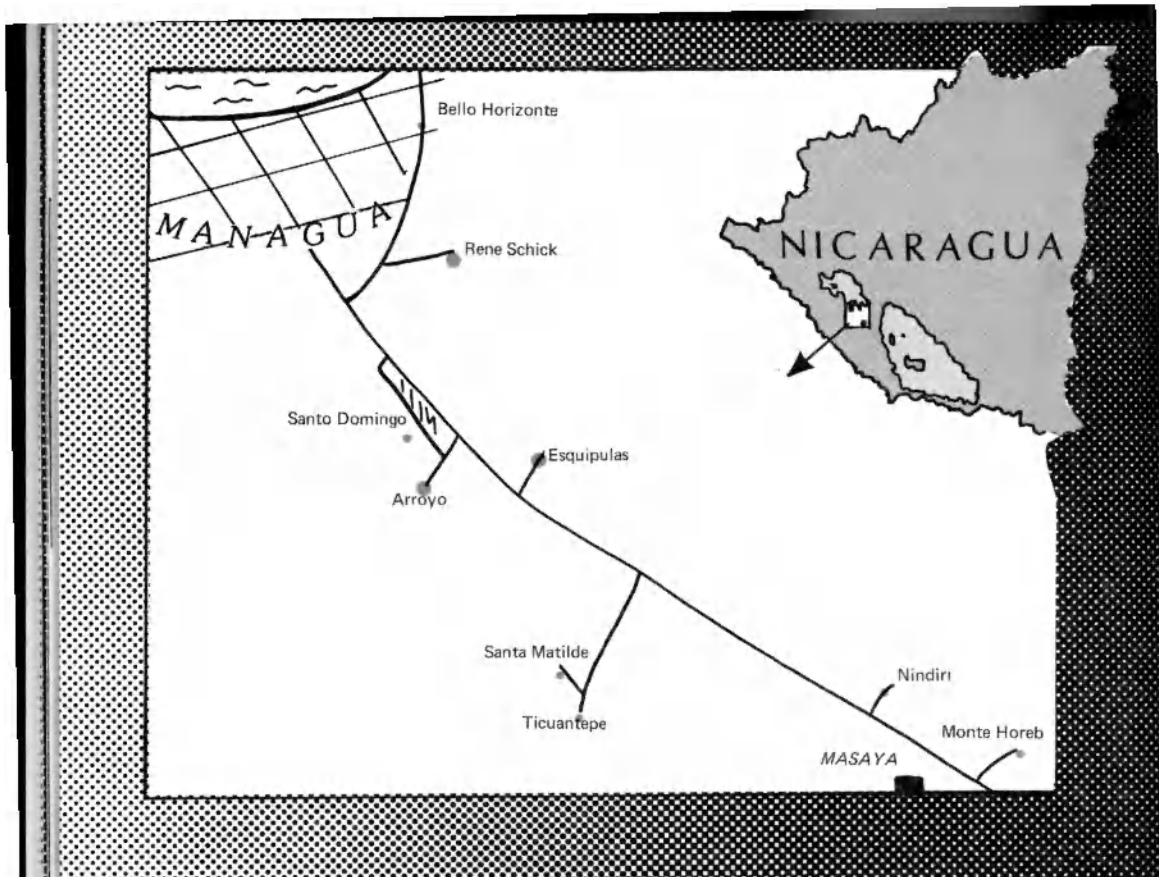 Bello Horizonte
MANAGUA
NICARAGUA
Rene Schick
Santo Domingo
Esquipulas
Arroyo
Santa Matilde
Nindiri
Ticuantepe
Monte Horeb
MASAYA